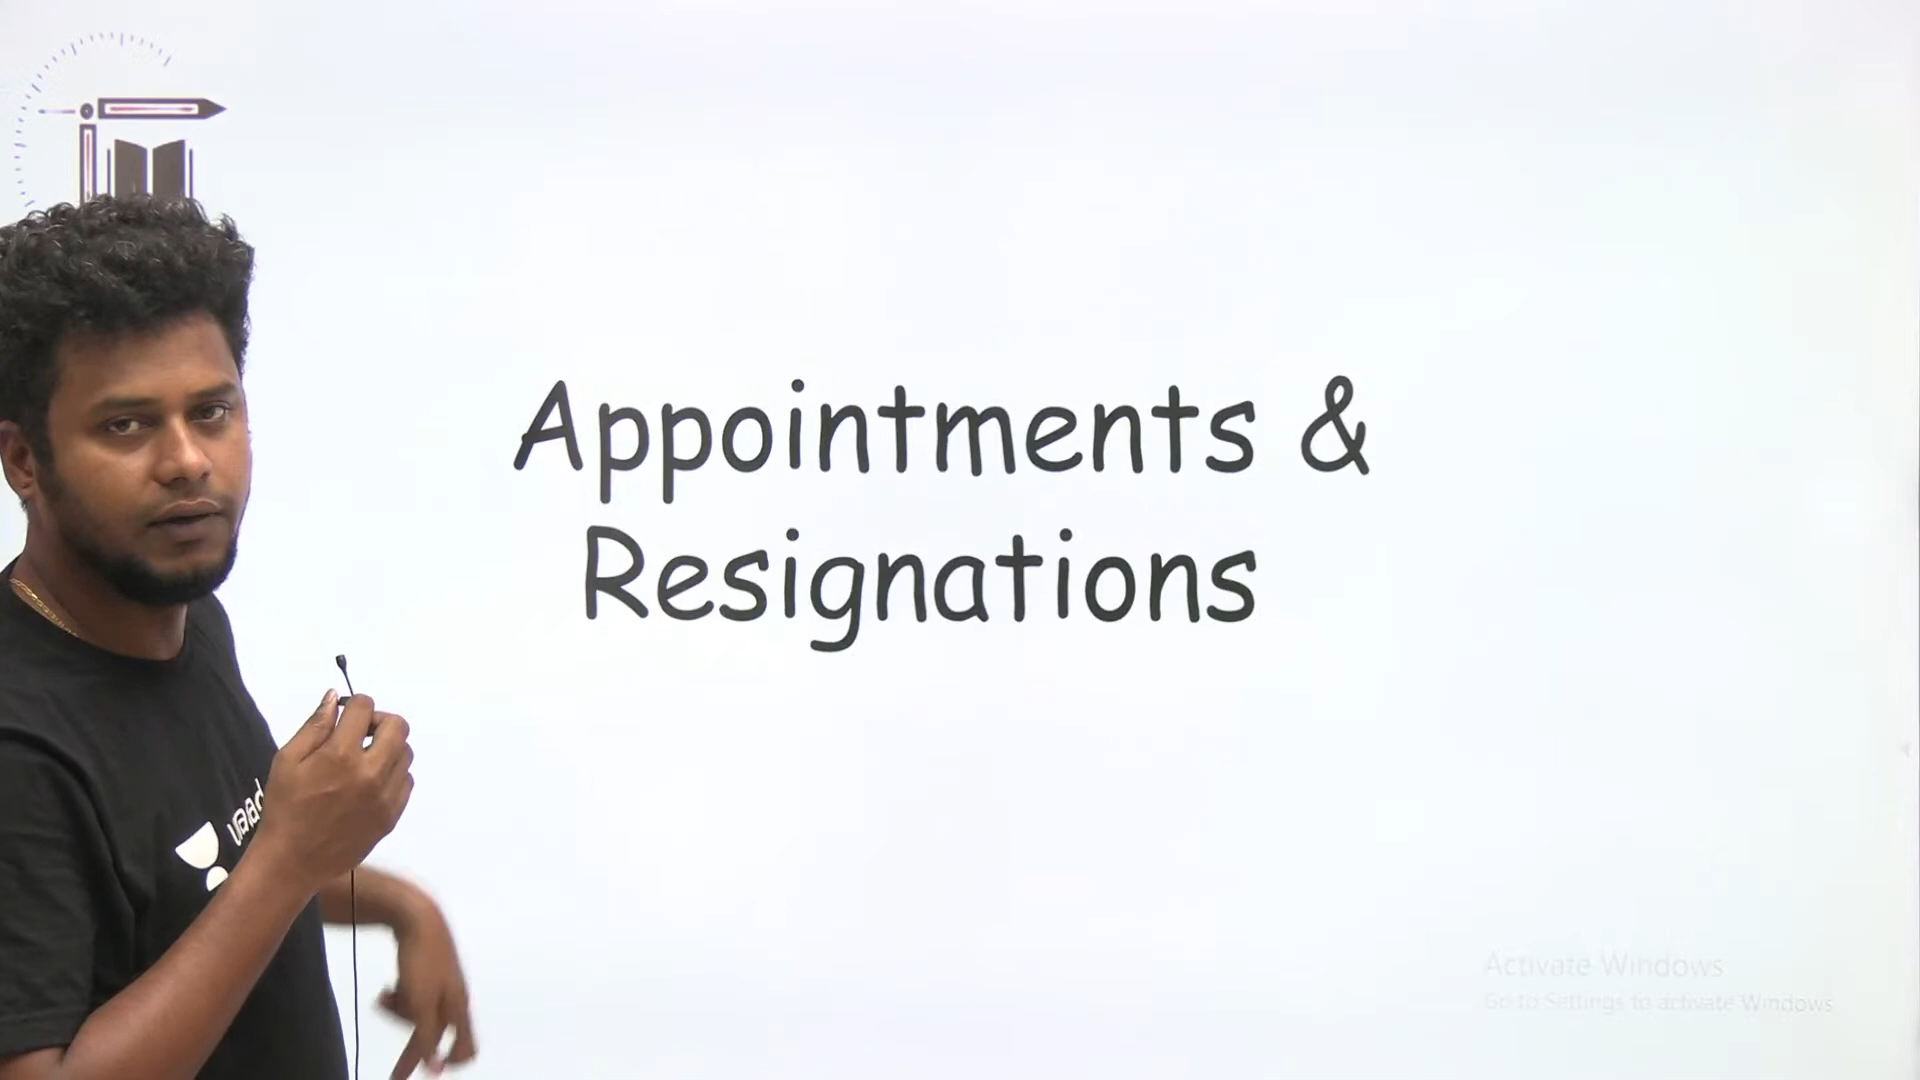 Appointments &
Resignations
Activate Windows
Go to Settings to activate Windows.